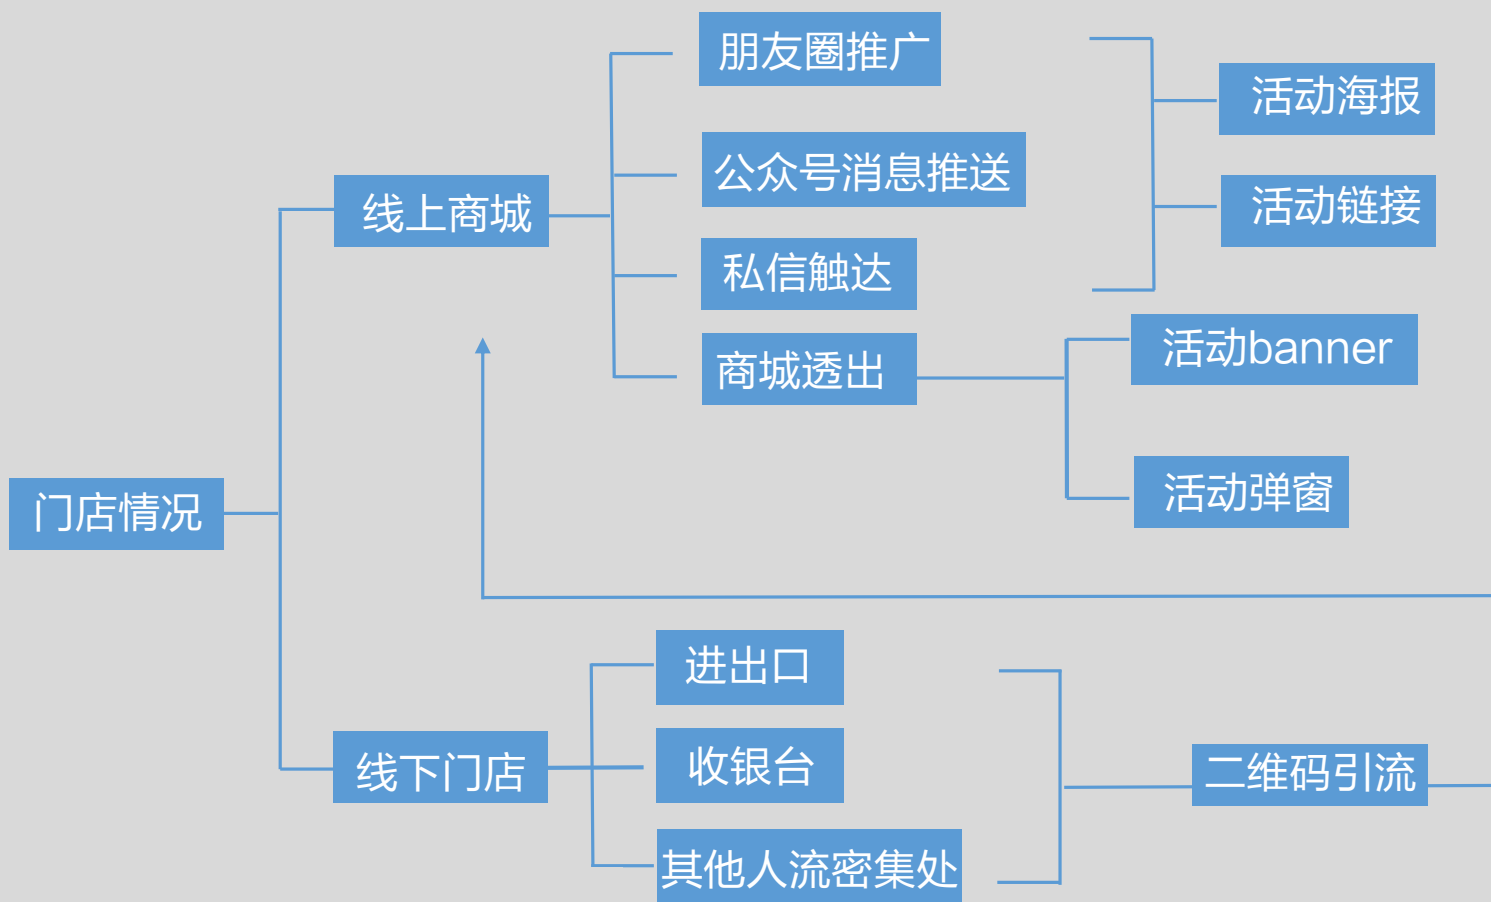 朋友圈推广
活动海报
公众号消息推送
线上商城
活动链接
私信触达
商城透出
活动banner
门店情况
活动弹窗
进出口
线下门店
收银台
二维码引流
其他人流密集处